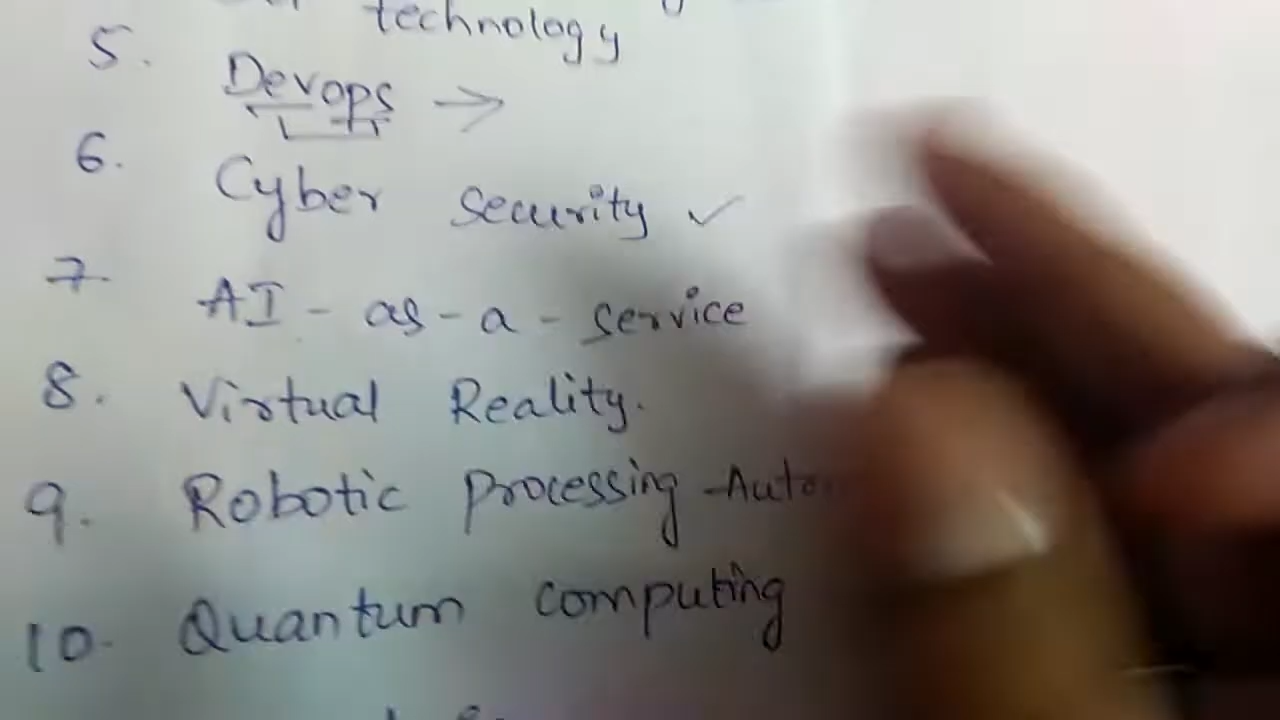 technology
5. Devops →
6. Cyber security ✓
7. AI - as - a - service
8. Virtual Reality.
9. Robotic Processing
10. Quantum computing